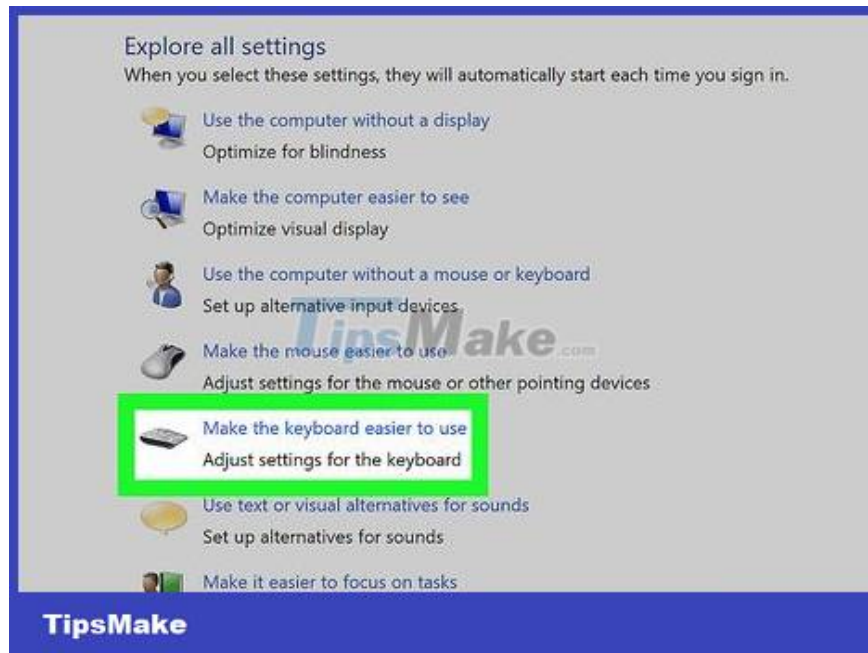 Explore all settings
When you select these settings, they will automatically start each time you sign in.
Use the computer without a display
Optimize for blindness
Make the computer easier to see
Optimize visual display
Use the computer without a mouse or keyboard
Set up alternative input devices
TipsMake.com
Make the mouse easier to use
Adjust settings for the mouse or other pointing devices
Make the keyboard easier to use
Adjust settings for the keyboard
Use text or visual alternatives for sounds
Set up alternatives for sounds
Make it easier to focus on tasks
TipsMake